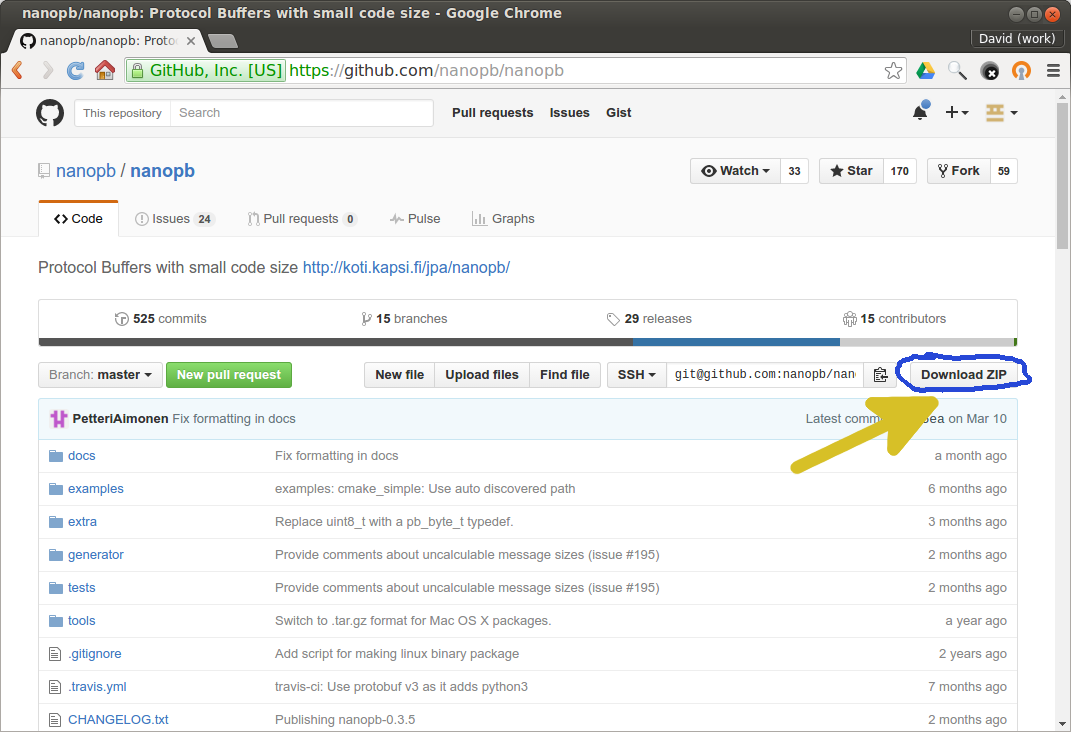 nanopb/nanopb: Protocol Buffers with small code size - Google Chrome
nanopb/nanopb: Proto
David (work)
GitHub, Inc. [US] https://github.com/nanopb/nanopb
This repository Search Pull requests Issues Gist
nanopb / nanopb Watch 33 Star 170 Fork 59
Code Issues 24 Pull requests 0 Pulse Graphs
Protocol Buffers with small code size http://koti.kapsi.fi/jpa/nanopb/
525 commits 15 branches 29 releases 15 contributors
Branch: master New pull request New file Upload files Find file SSH git@github.com:nanopb/nan Download ZIP
PetteriAimonen Fix formatting in docs Latest comm on Mar 10
docs Fix formatting in docs a month ago
examples examples: cmake_simple: Use auto discovered path 6 months ago
extra Replace uint8_t with a pb_byte_t typedef. 3 months ago
generator Provide comments about uncalculable message sizes (issue #195) 2 months ago
tests Provide comments about uncalculable message sizes (issue #195) 2 months ago
tools Switch to .tar.gz format for Mac OS X packages. a year ago
.gitignore Add script for making linux binary package 2 years ago
.travis.yml travis-ci: Use protobuf v3 as it adds python3 7 months ago
CHANGELOG.txt Publishing nanopb-0.3.5 2 months ago